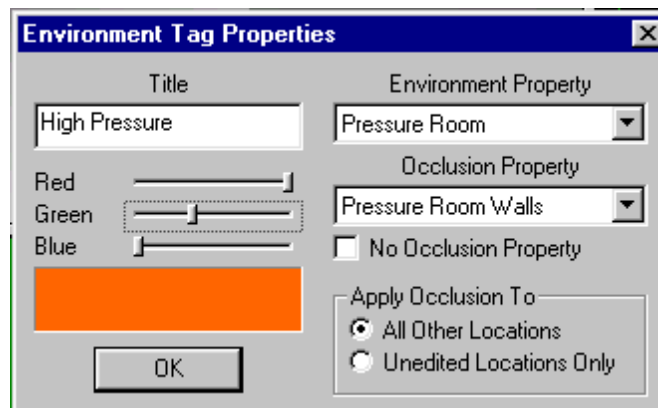 Environment Tag Properties
Title
High Pressure
Red
Green
Blue
OK
Environment Property
Pressure Room
Occlusion Property
Pressure Room Walls
No Occlusion Property
Apply Occlusion To
All Other Locations
Unedited Locations Only